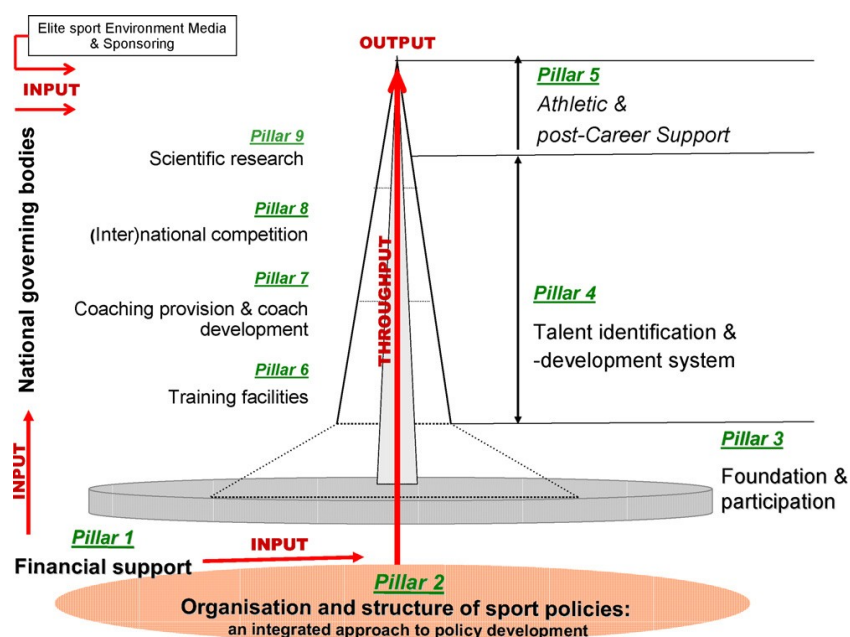 Elite sport Environment Media
& Sponsoring
OUTPUT
INPUT
Pillar 5
Athletic &
post-Career Support
Pillar 9
Scientific research
Pillar 8
(Inter)national competition
Pillar 7
Coaching provision & coach
development
Pillar 6
Training facilities
National governing bodies
THROUGHPUT
Pillar 4
Talent identification &
-development system
Pillar 3
Foundation &
participation
INPUT
Pillar 1
Financial support
INPUT
Pillar 2
Organisation and structure of sport policies:
an integrated approach to policy development